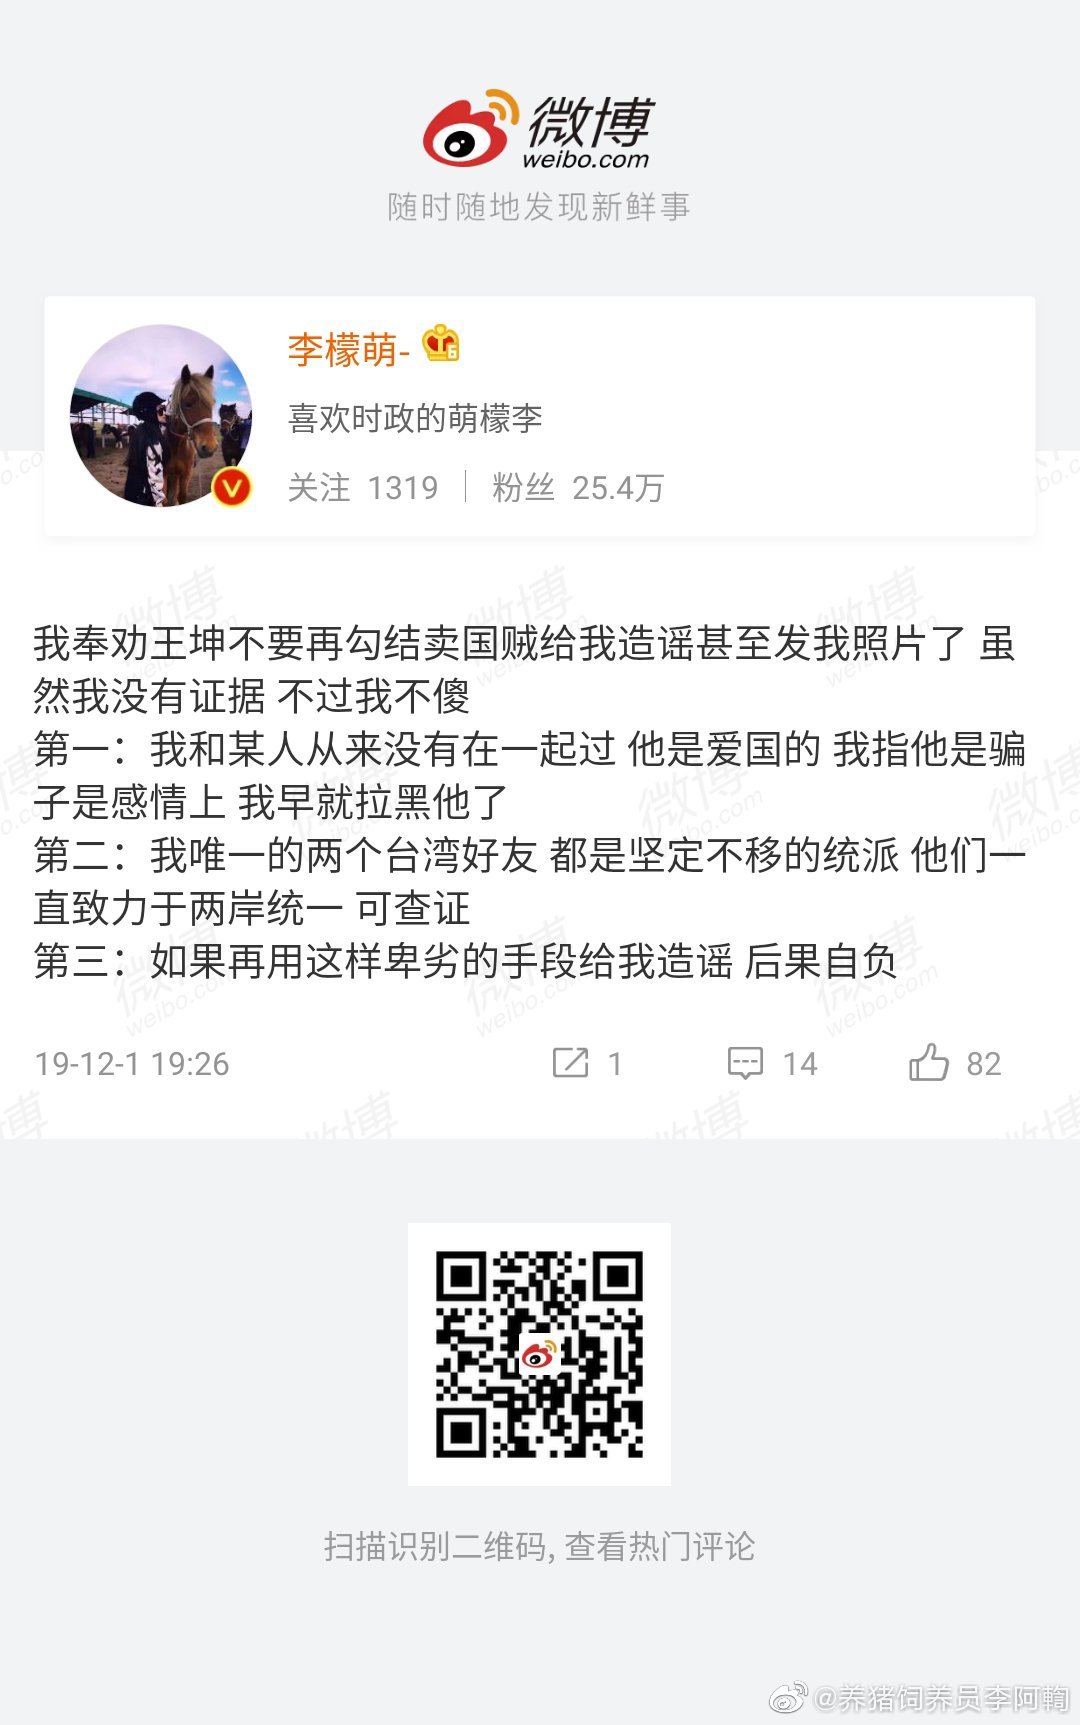 微博
weibo.com
随时随地发现新鲜事
李檬萌-
喜欢时政的萌檬李
关注 1319 | 粉丝 25.4万
我奉劝王坤不要再勾结卖国贼给我造谣甚至发我照片了 虽
然我没有证据 不过我不傻
第一：我和某人从来没有在一起过 他是爱国的 我指他是骗
子是感情上 我早就拉黑他了
第二：我唯一的两个台湾好友 都是坚定不移的统派 他们一
直致力于两岸统一 可查证
第三：如果再用这样卑劣的手段给我造谣 后果自负
19-12-1 19:26 1 14 82
扫描识别二维码, 查看热门评论
@养猪饲养员李阿鞫